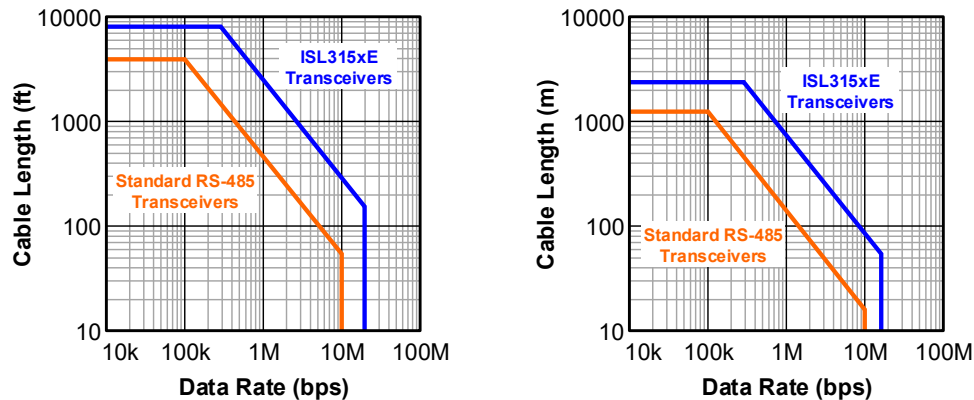 10000
1000
100
10
Cable Length (ft)
ISL315xE
Transceivers
Standard RS-485
Transceivers
10k 100k 1M 10M 100M
Data Rate (bps)
10000
1000
100
10
Cable Length (m)
ISL315xE
Transceivers
Standard RS-485
Transceivers
10k 100k 1M 10M 100M
Data Rate (bps)